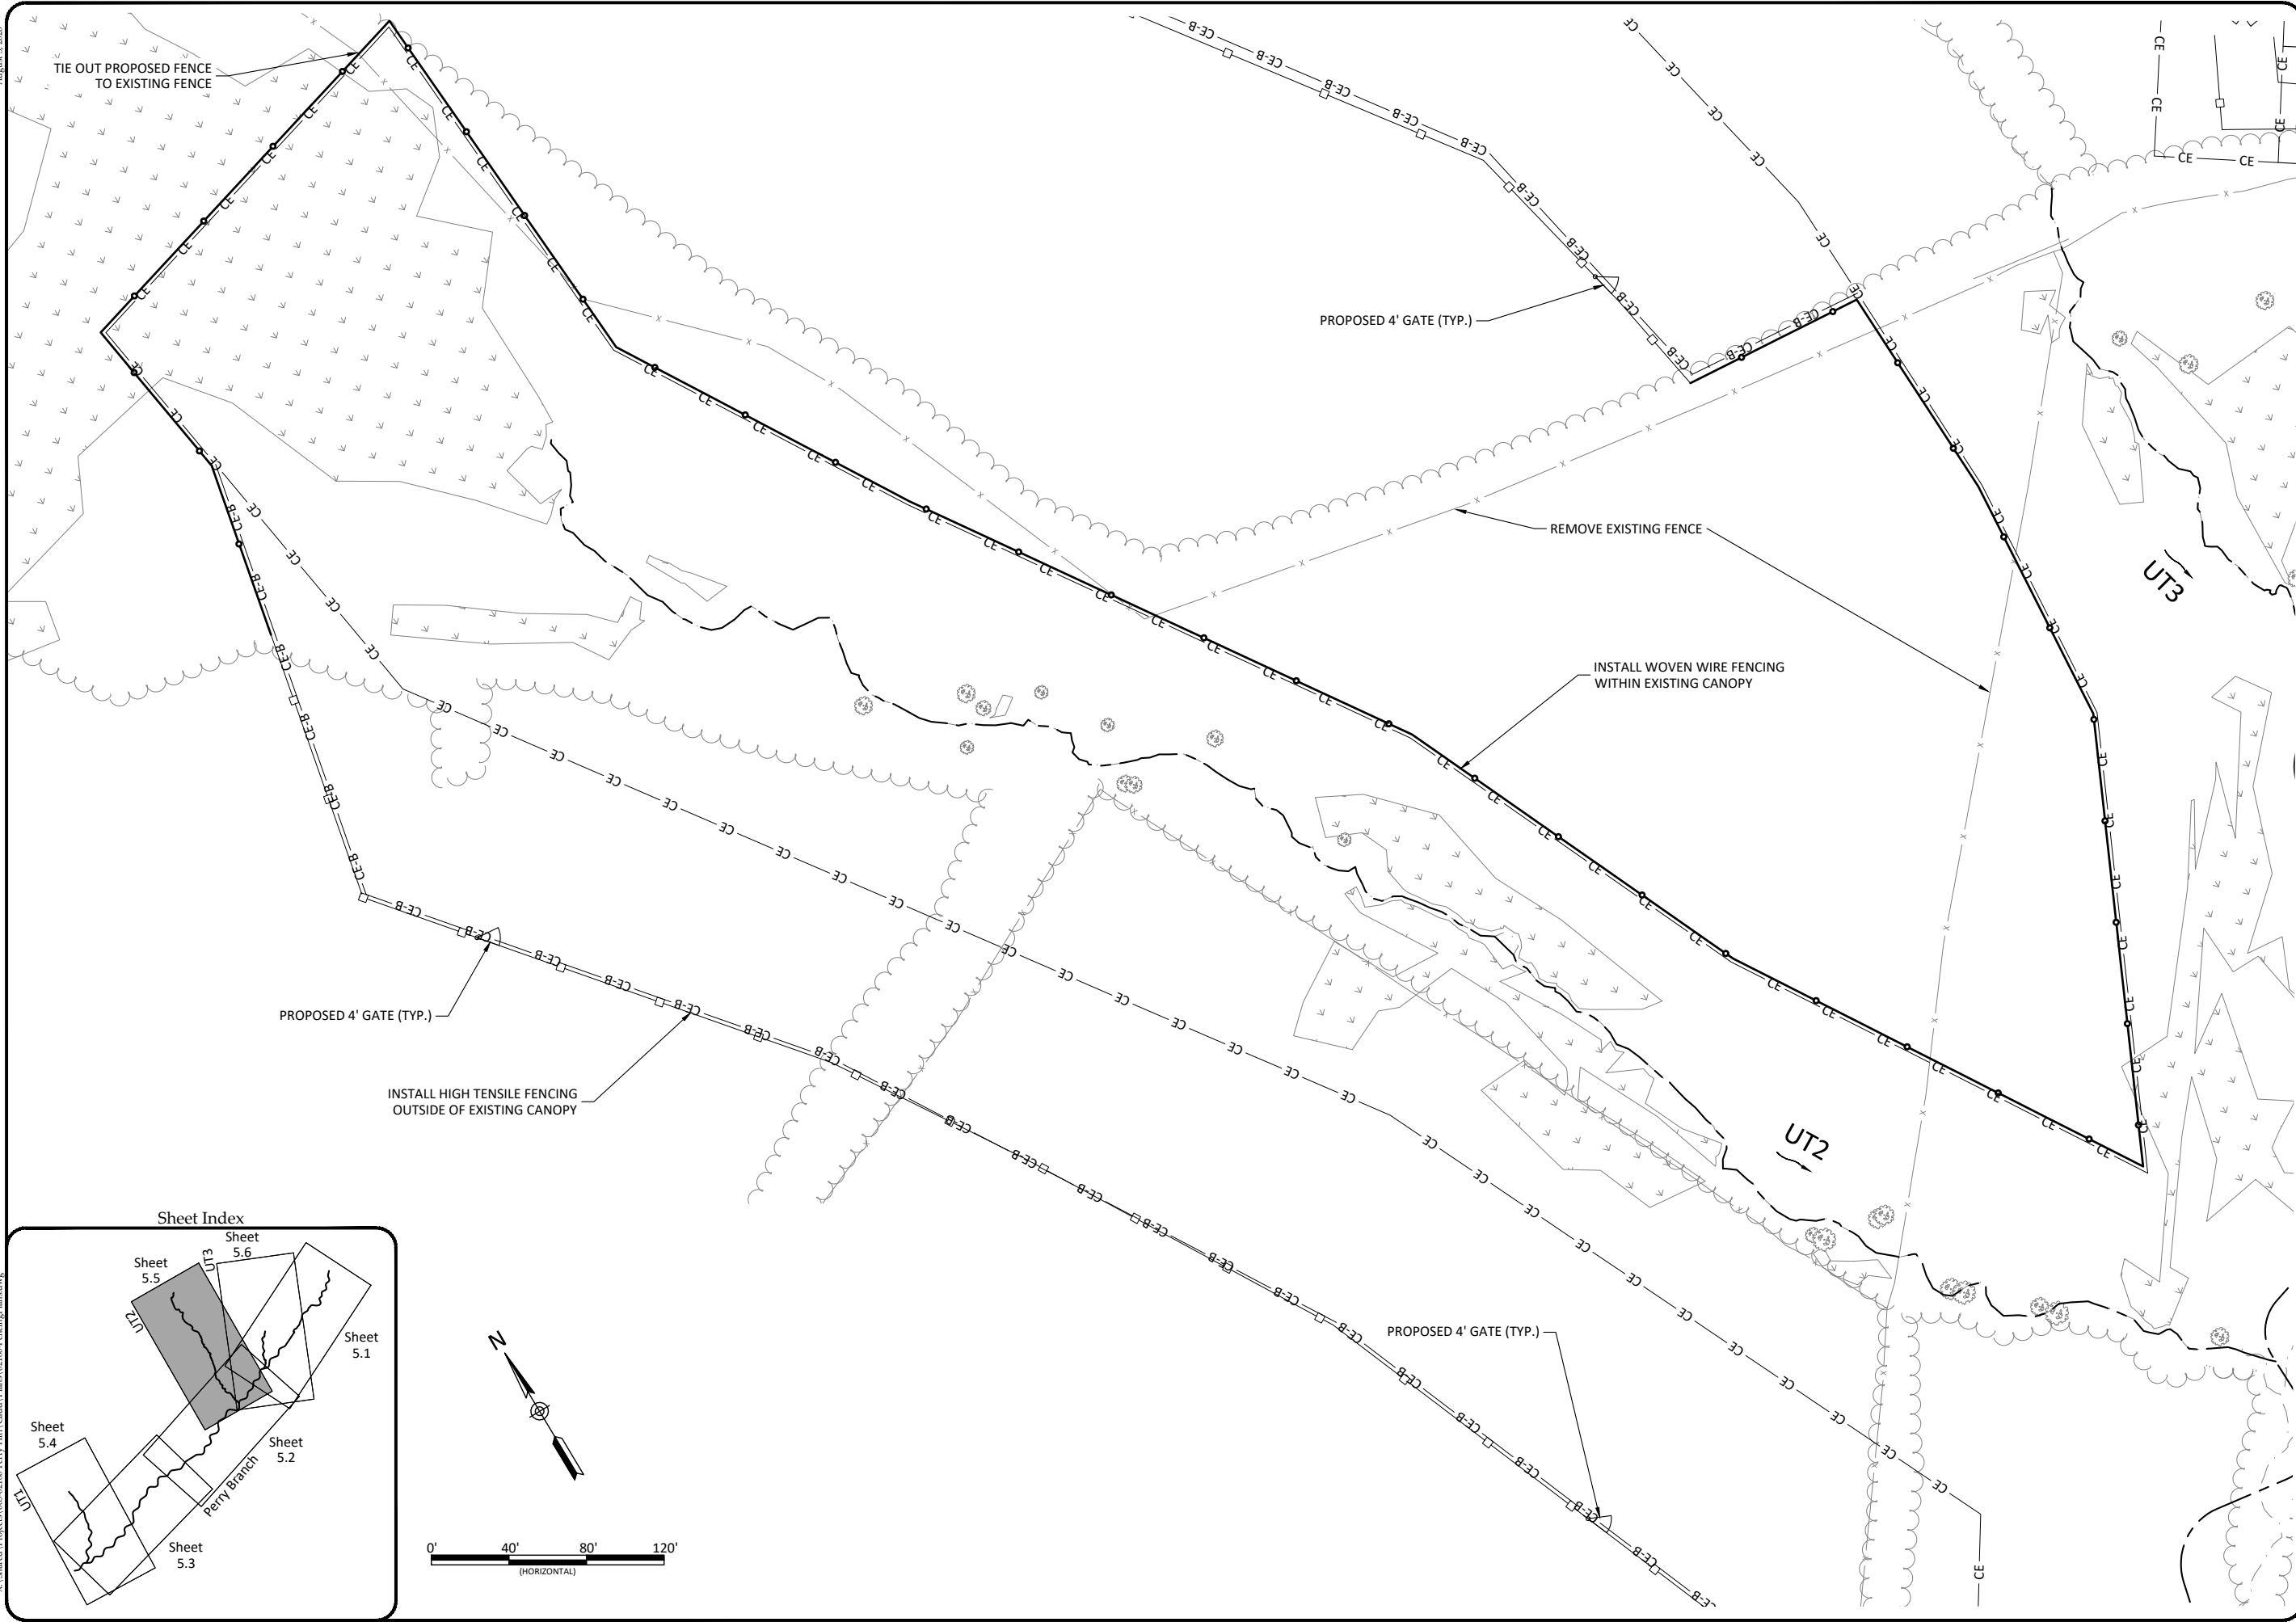 TIE OUT PROPOSED FENCE
TO EXISTING FENCE
PROPOSED 4' GATE (TYP.)
REMOVE EXISTING FENCE
INSTALL WOVEN WIRE FENCING
WITHIN EXISTING CANOPY
UT3
PROPOSED 4' GATE (TYP.)
INSTALL HIGH TENSILE FENCING
OUTSIDE OF EXISTING CANOPY
UT2
PROPOSED 4' GATE (TYP.)
Sheet Index
Sheet
5.6
UT3
Sheet
5.5
UT2
Sheet
5.1
Sheet
5.4
Sheet
5.2
Perry Branch
UT1
Sheet
5.3
N
0' 40' 80' 120'
(HORIZONTAL)
CE
CE-B